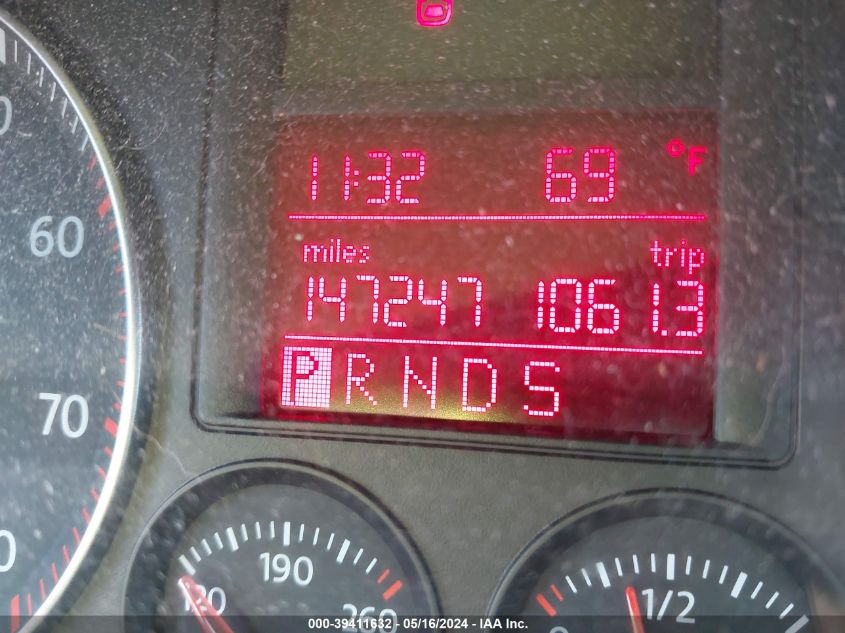 11:32 69 °F
miles trip
147247 1061.3
P R N D S
60
70
190
120 260
1/2
000-39411632 - 05/16/2024 - IAA Inc.